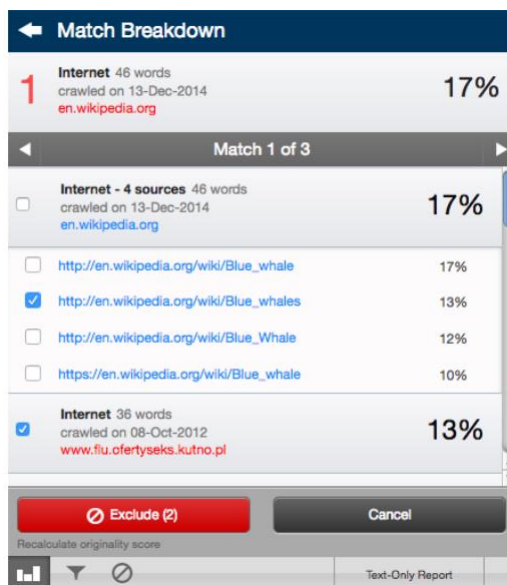 Match Breakdown
1
Internet 46 words
crawled on 13-Dec-2014
en.wikipedia.org
17%
Match 1 of 3
Internet - 4 sources 46 words
crawled on 13-Dec-2014
en.wikipedia.org
17%
http://en.wikipedia.org/wiki/Blue_whale 17%
http://en.wikipedia.org/wiki/Blue_whales 13%
http://en.wikipedia.org/wiki/Blue_Whale 12%
https://en.wikipedia.org/wiki/Blue_whale 10%
Internet 36 words
crawled on 08-Oct-2012
www.flu.ofertyseks.kutno.pl
13%
Exclude (2) Cancel
Recalculate originality score
Text-Only Report